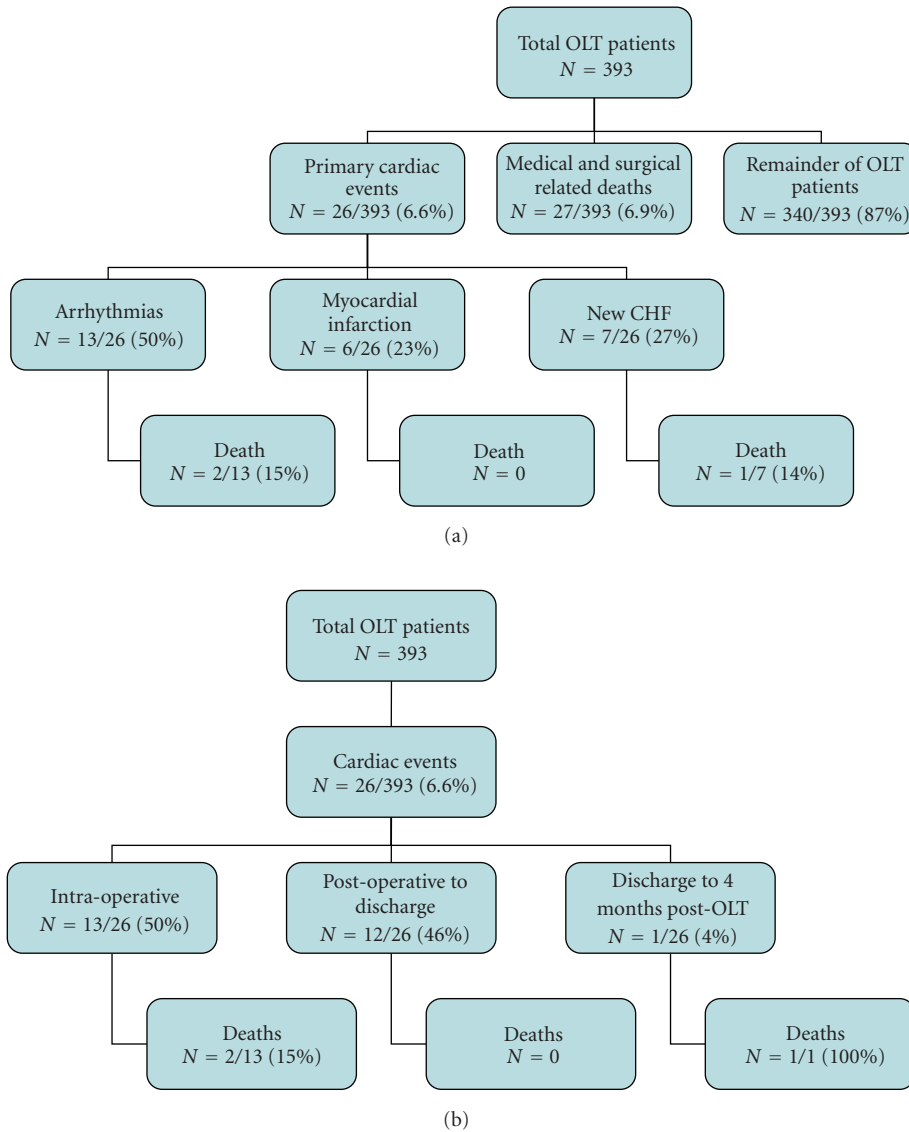 Total OLT patients
N = 393
Primary cardiac
events
N = 26/393 (6.6%)
Medical and surgical
related deaths
N = 27/393 (6.9%)
Remainder of OLT
patients
N = 340/393 (87%)
Arrhythmias
N = 13/26 (50%)
Myocardial
infarction
N = 6/26 (23%)
New CHF
N = 7/26 (27%)
Death
N = 2/13 (15%)
Death
N = 0
Death
N = 1/7 (14%)
(a)
Total OLT patients
N = 393
Cardiac events
N = 26/393 (6.6%)
Intra-operative
N = 13/26 (50%)
Post-operative to
discharge
N = 12/26 (46%)
Discharge to 4
months post-OLT
N = 1/26 (4%)
Deaths
N = 2/13 (15%)
Deaths
N = 0
Deaths
N = 1/1 (100%)
(b)